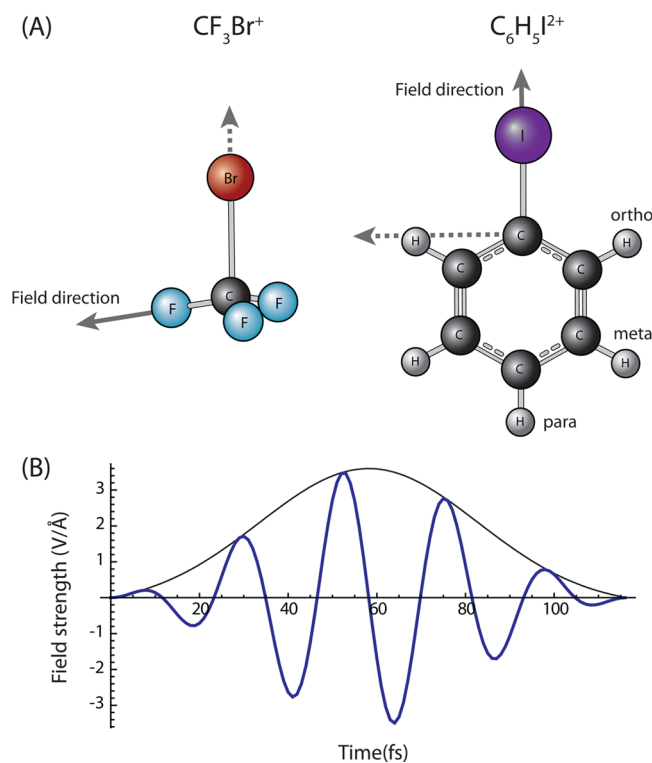 (A)
CF₃Br⁺
C₆H₅I²⁺
Field direction
I
Br
ortho
H
C
H
C
C
Field direction
F
C
F
F
C
C
meta
H
C
H
H
para
(B)
Field strength (V/Å)
3
2
1
0
-1
-2
-3
20
40
60
80
100
Time(fs)